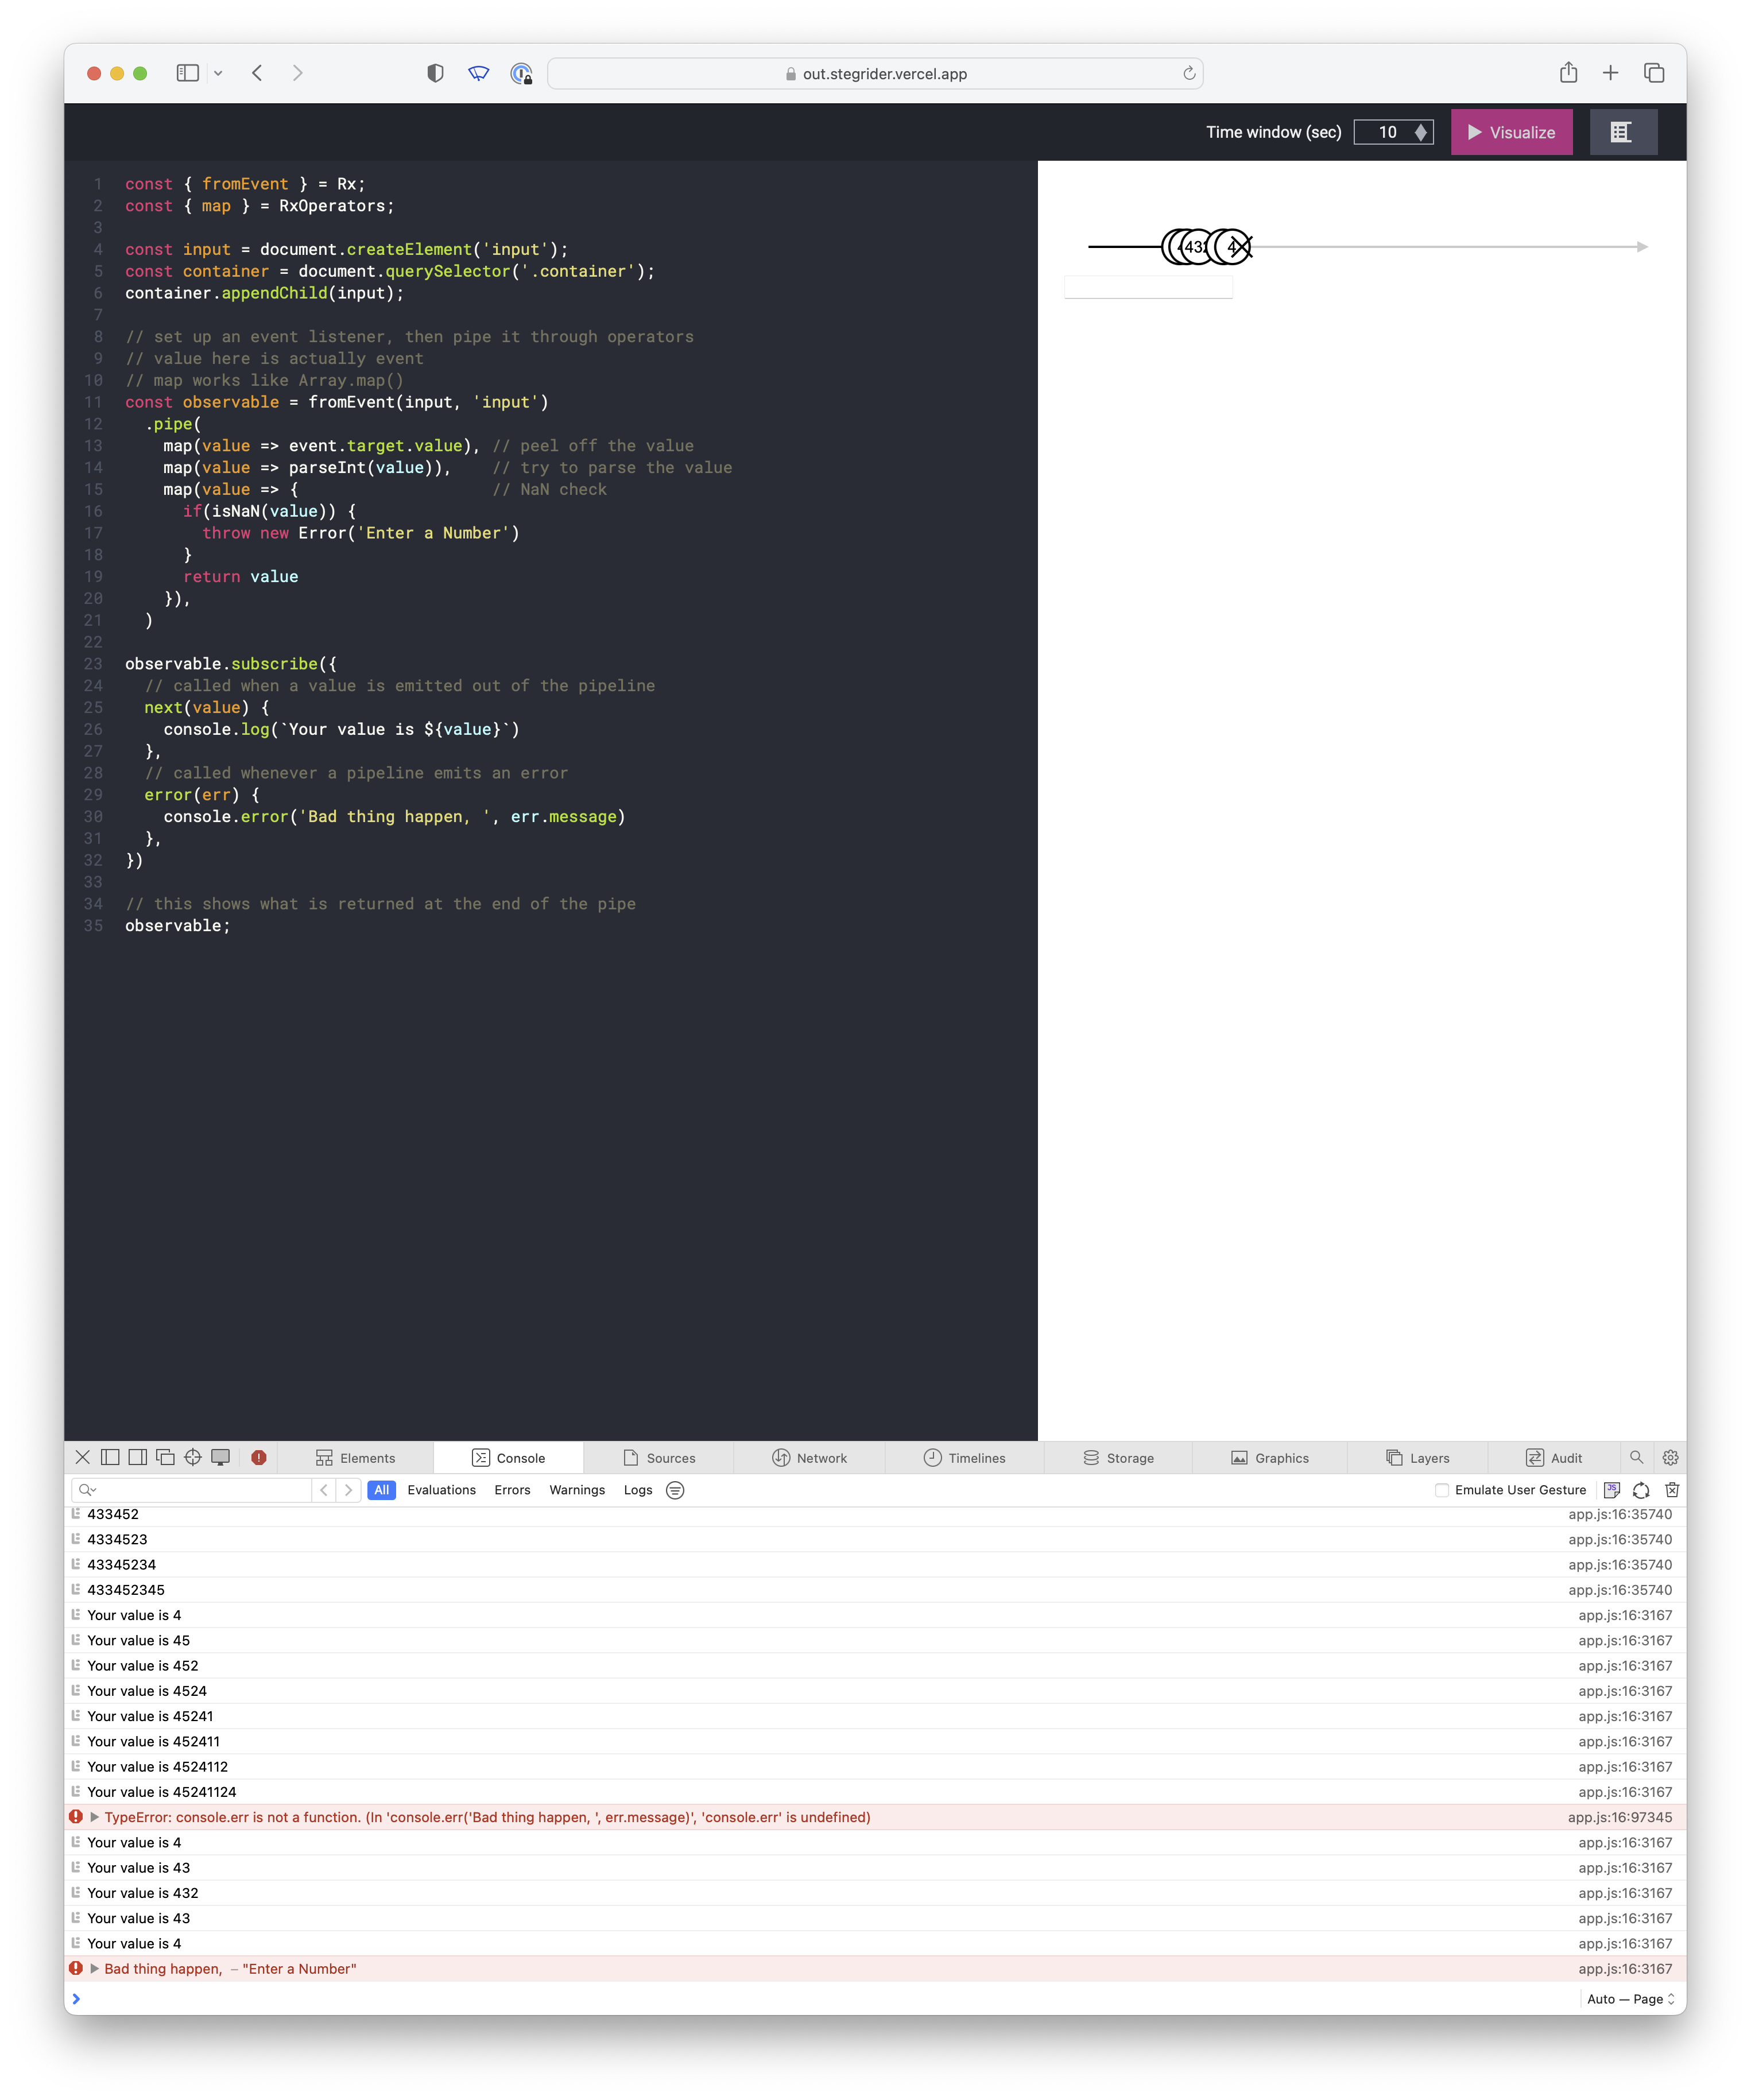 out.stegrider.vercel.app
Time window (sec) 10 Visualize
1 const { fromEvent } = Rx;
2 const { map } = RxOperators;
3
4 const input = document.createElement('input');
5 const container = document.querySelector('.container');
6 container.appendChild(input);
7
8 // set up an event listener, then pipe it through operators
9 // value here is actually event
10 // map works like Array.map()
11 const observable = fromEvent(input, 'input')
12   .pipe(
13     map(value => event.target.value), // peel off the value
14     map(value => parseInt(value)),    // try to parse the value
15     map(value => {                    // NaN check
16       if(isNaN(value)) {
17         throw new Error('Enter a Number')
18       }
19       return value
20     }),
21   )
22
23 observable.subscribe({
24   // called when a value is emitted out of the pipeline
25   next(value) {
26     console.log(`Your value is ${value}`)
27   },
28   // called whenever a pipeline emits an error
29   error(err) {
30     console.error('Bad thing happen, ', err.message)
31   },
32 })
33
34 // this shows what is returned at the end of the pipe
35 observable;
43 4
Elements Console Sources Network Timelines Storage Graphics Layers Audit
All Evaluations Errors Warnings Logs Emulate User Gesture JS
433452 app.js:16:35740
4334523 app.js:16:35740
43345234 app.js:16:35740
433452345 app.js:16:35740
Your value is 4 app.js:16:3167
Your value is 45 app.js:16:3167
Your value is 452 app.js:16:3167
Your value is 4524 app.js:16:3167
Your value is 45241 app.js:16:3167
Your value is 452411 app.js:16:3167
Your value is 4524112 app.js:16:3167
Your value is 45241124 app.js:16:3167
TypeError: console.err is not a function. (In 'console.err('Bad thing happen, ', err.message)', 'console.err' is undefined) app.js:16:97345
Your value is 4 app.js:16:3167
Your value is 43 app.js:16:3167
Your value is 432 app.js:16:3167
Your value is 43 app.js:16:3167
Your value is 4 app.js:16:3167
Bad thing happen, – "Enter a Number" app.js:16:3167
Auto — Page